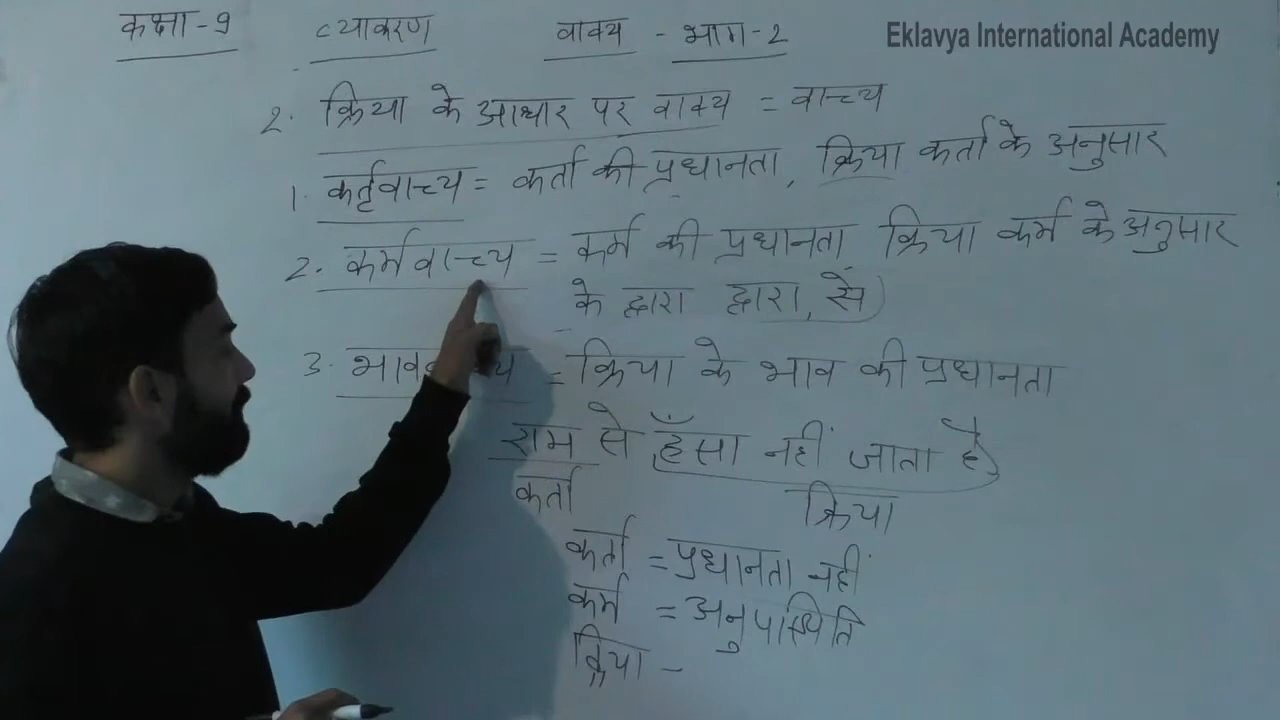 कक्षा-9 व्याकरण वाक्य - भाग-2 Eklavya International Academy
2. क्रिया के आधार पर वाक्य = वाच्य
1. कर्तृवाच्य = कर्ता की प्रधानता, क्रिया कर्ता के अनुसार
2. कर्मवाच्य = कर्म की प्रधानता क्रिया कर्म के अनुसार
के द्वारा द्वारा, से)
3. = क्रिया के भाव की प्रधानता
राम से हँसा नहीं जाता है
कर्ता क्रिया
कर्ता = प्रधानता नहीं
कर्म = अनुपस्थिति
क्रिया -